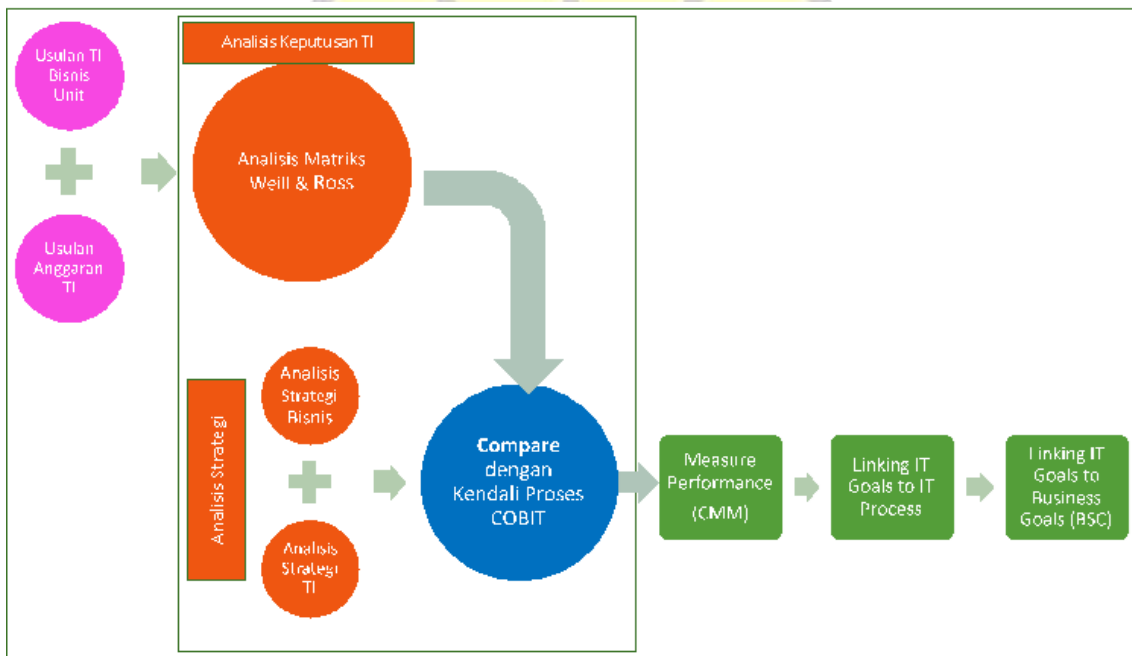 Usulan TI
Bisnis
Unit
Usulan
Anggaran
TI
Analisis Keputusan TI
Analisis Matriks
Weill & Ross
Analisis Strategi
Analisis
Strategi
Bisnis
Analisis
Strategi
TI
Compare
dengan
Kendali Proses
COBIT
Measure
Performance
(CMM)
Linking IT
Goals to IT
Process
Linking IT
Goals to
Business
Goals (BSC)